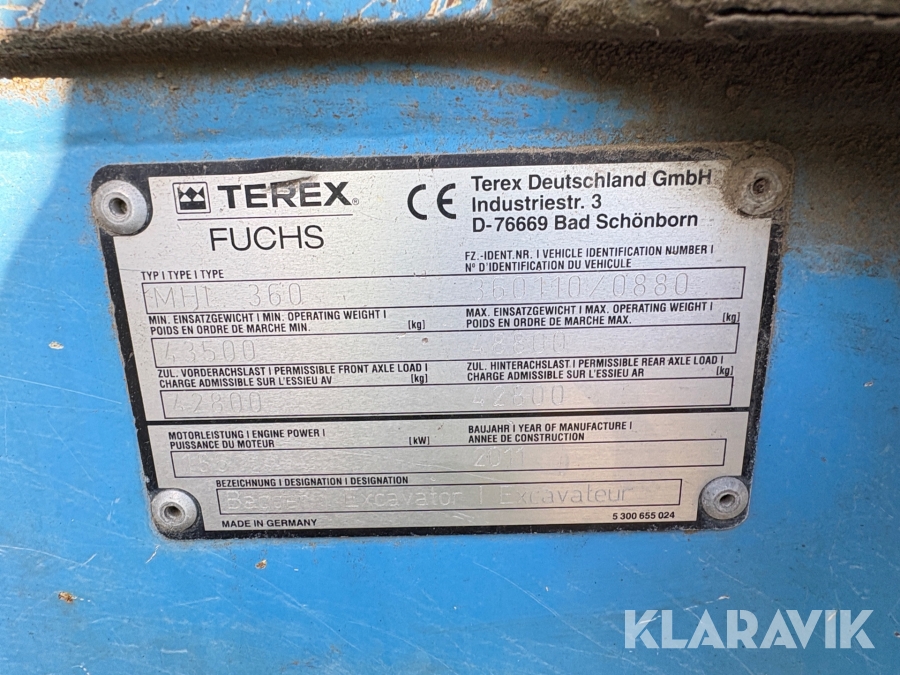 TEREX®
FUCHS
CE
Terex Deutschland GmbH
Industriestr. 3
D-76669 Bad Schönborn
TYP I TYPE I TYPE
MHL 360
FZ.-IDENT.NR. I VEHICLE IDENTIFICATION NUMBER I
N° D'IDENTIFICATION DU VEHICULE
360110/0880
MIN. EINSATZGEWICHT I MIN. OPERATING WEIGHT I
POIDS EN ORDRE DE MARCHE MIN. [kg]
43500
MAX. EINSATZGEWICHT I MAX. OPERATING WEIGHT I
POIDS EN ORDRE DE MARCHE MAX. [kg]
ZUL. VORDERACHSLAST I PERMISSIBLE FRONT AXLE LOAD I
CHARGE ADMISSIBLE SUR L'ESSIEU AV [kg]
42800
ZUL. HINTERACHSLAST I PERMISSIBLE REAR AXLE LOAD I
CHARGE ADMISSIBLE SUR L'ESSIEU AR [kg]
42800
MOTORLEISTUNG I ENGINE POWER I
PUISSANCE DU MOTEUR [kW]
BAUJAHR I YEAR OF MANUFACTURE I
ANNEE DE CONSTRUCTION
2011
BEZEICHNUNG I DESIGNATION I DESIGNATION
Bagger I Excavator I Excavateur
MADE IN GERMANY
5 300 655 024
KLARAVIK